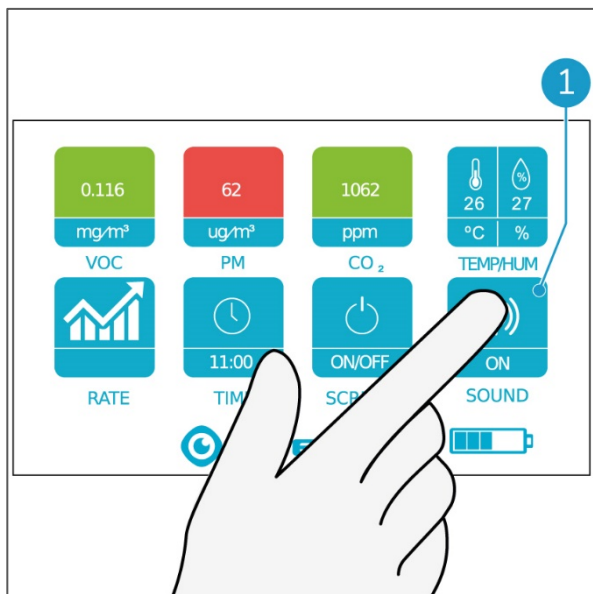 1
0.116
62
1062
26
27
%
mg/m³
ug/m³
ppm
°C
%
VOC
PM
CO₂
TEMP/HUM
11:00
ON/OFF
ON
RATE
SOUND